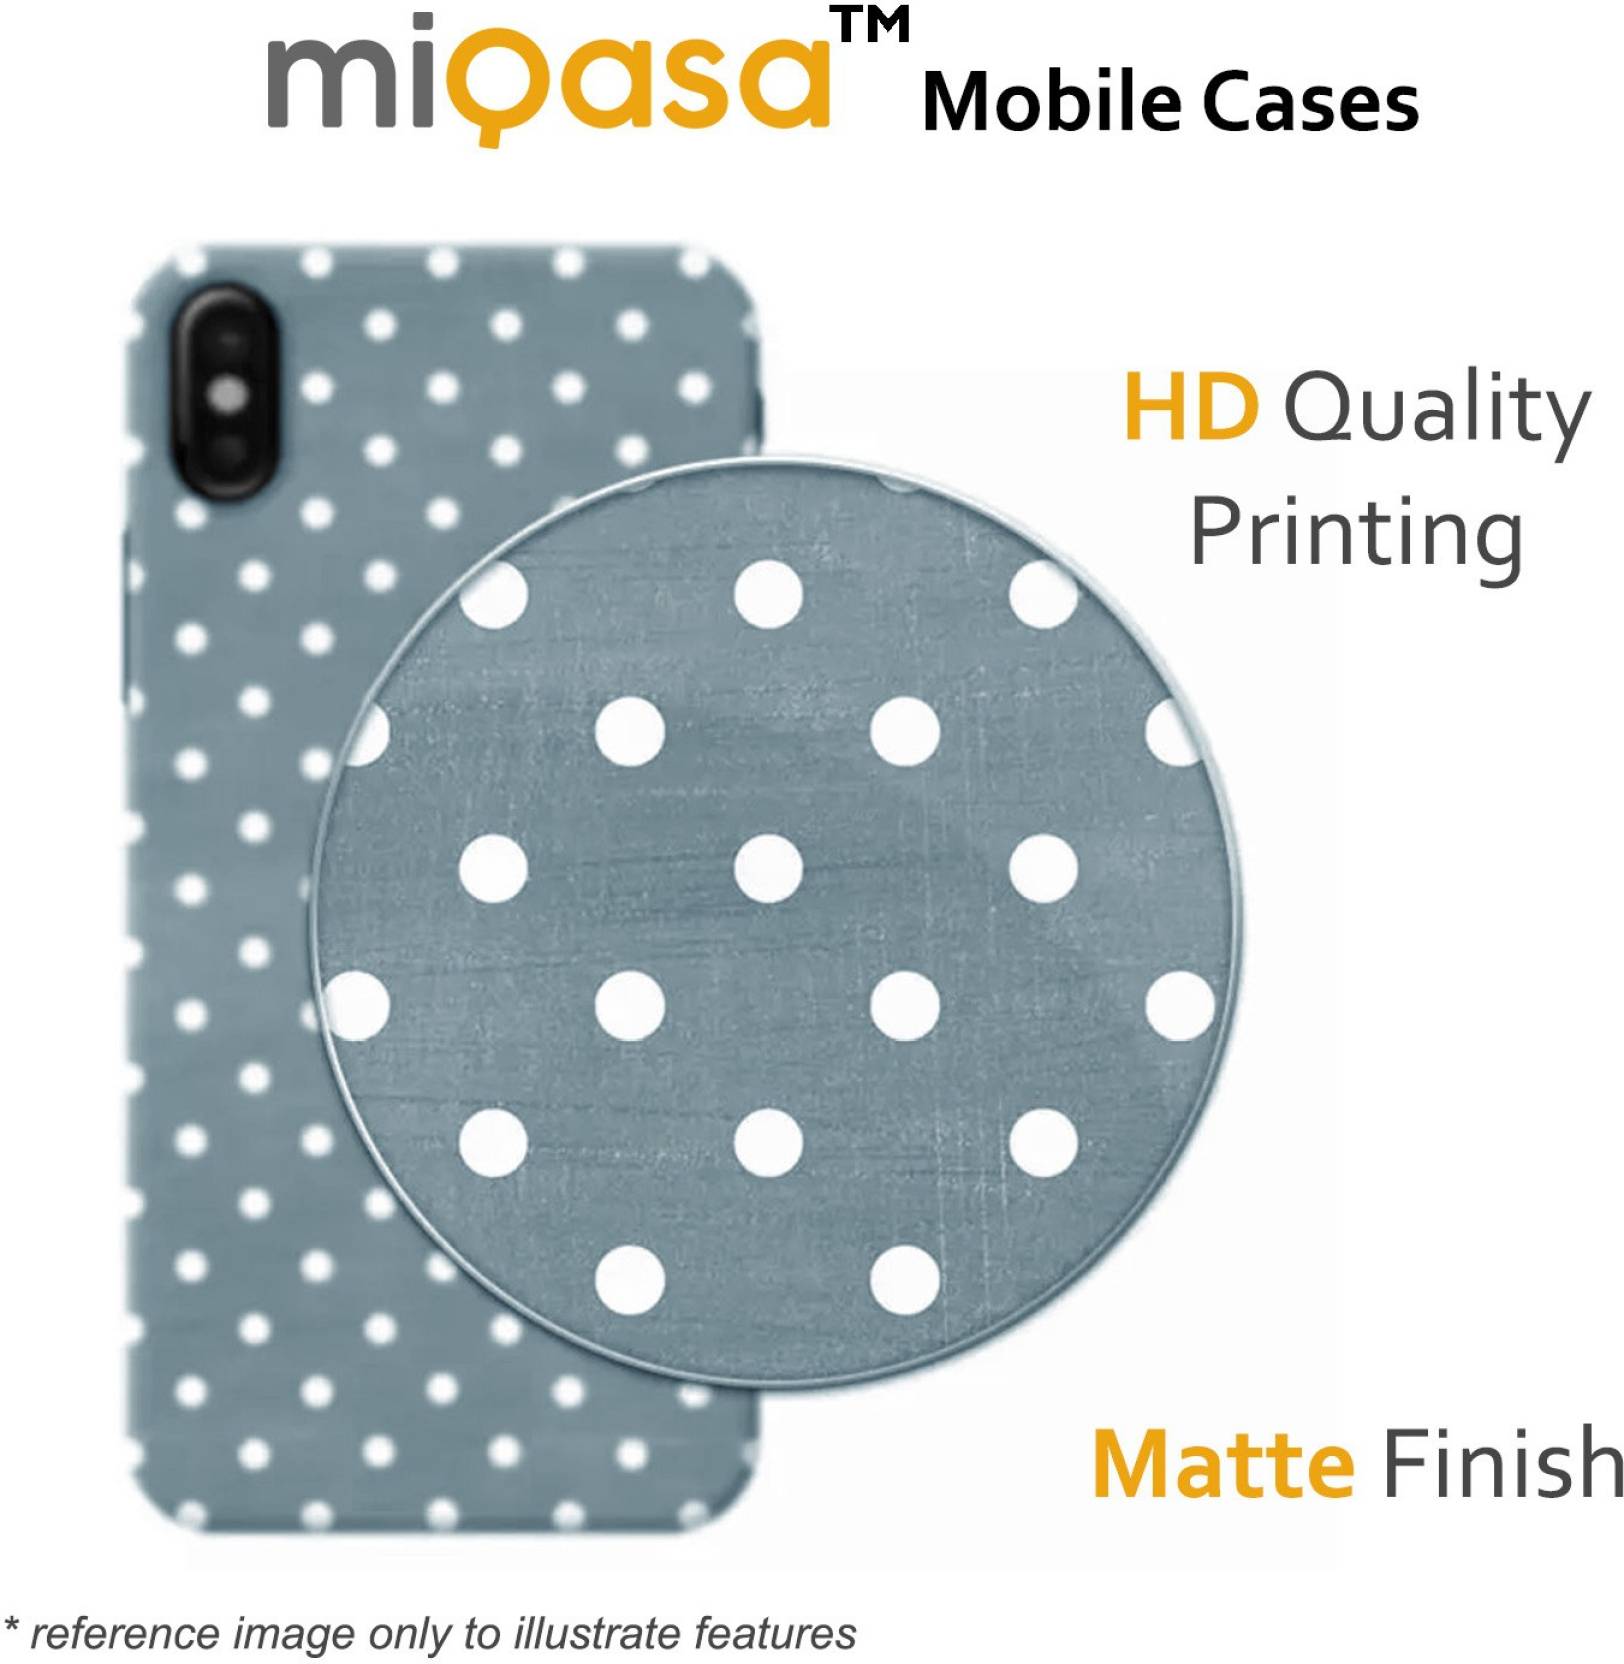 miQasa™ Mobile Cases
HD Quality
Printing
Matte Finish
* reference image only to illustrate features